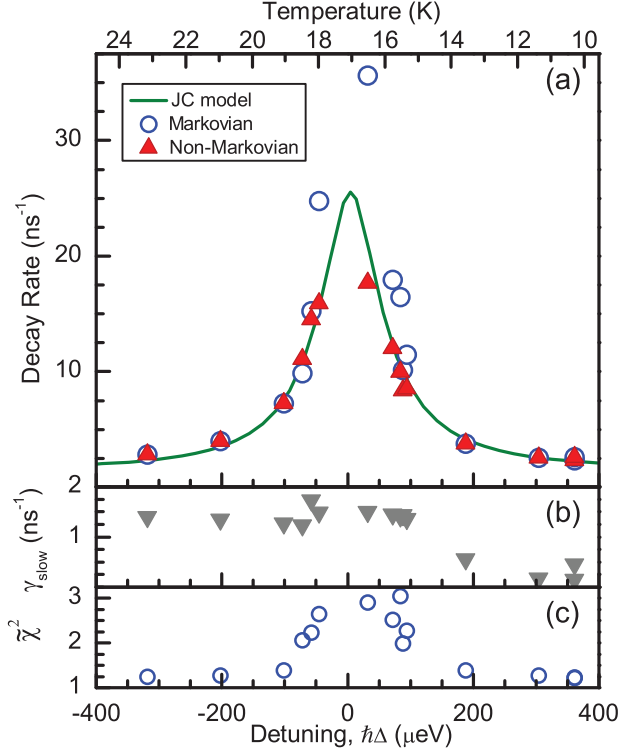 Temperature (K)
24 22 20 18 16 14 12 10
(a)
JC model
Markovian
Non-Markovian
30
20
10
Decay Rate (ns⁻¹)
2
(b)
1
γslow (ns⁻¹)
3
(c)
2
1
χ̃²
-400 -200 0 200 400
Detuning, ℏΔ (μeV)